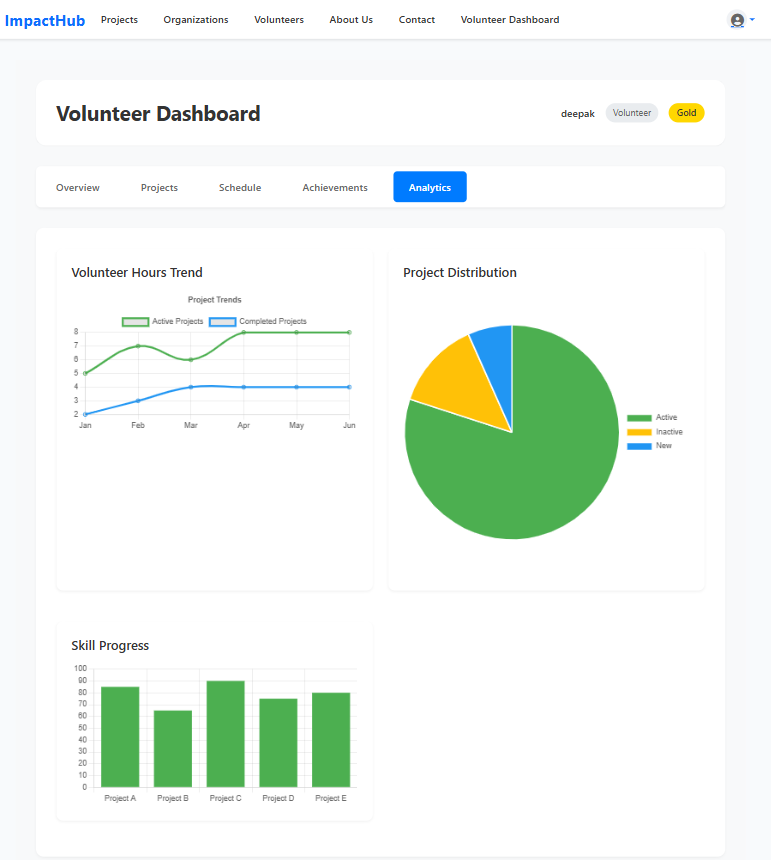 ImpactHub Projects Organizations Volunteers About Us Contact Volunteer Dashboard
Volunteer Dashboard deepak Volunteer Gold
Overview Projects Schedule Achievements Analytics
Volunteer Hours Trend
Project Trends
Active Projects Completed Projects
8
7
6
5
4
3
2
Jan Feb Mar Apr May Jun
Project Distribution
Active
Inactive
New
Skill Progress
100
90
80
70
60
50
40
30
20
10
0
Project A Project B Project C Project D Project E